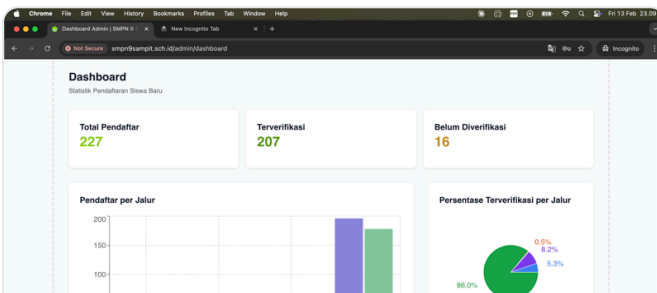 Chrome File Edit View History Bookmarks Profiles Tab Window Help Fri 13 Feb 23.09
Dashboard Admin | SMPN 9 New Incognito Tab
Not Secure smpn9sampit.sch.id/admin/dashboard Incognito
Dashboard
Statistik Pendaftaran Siswa Baru
Total Pendaftar Terverifikasi Belum Diverifikasi
227 207 16
Pendaftar per Jalur Persentase Terverifikasi per Jalur
200
150
100
0.5%
8.2%
5.3%
86.0%